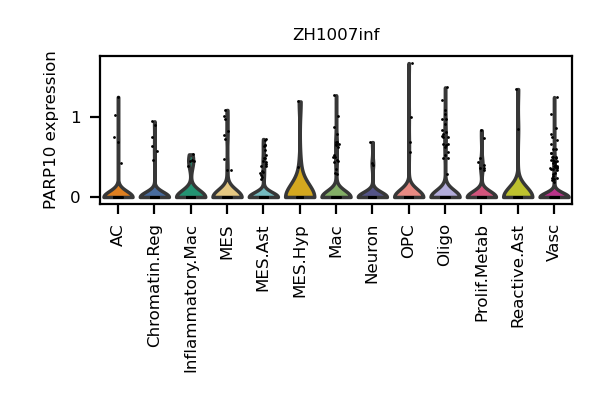 ZH1007inf
PARP10 expression
1
0
AC
Chromatin.Reg
Inflammatory.Mac
MES
MES.Ast
MES.Hyp
Mac
Neuron
OPC
Oligo
Prolif.Metab
Reactive.Ast
Vasc